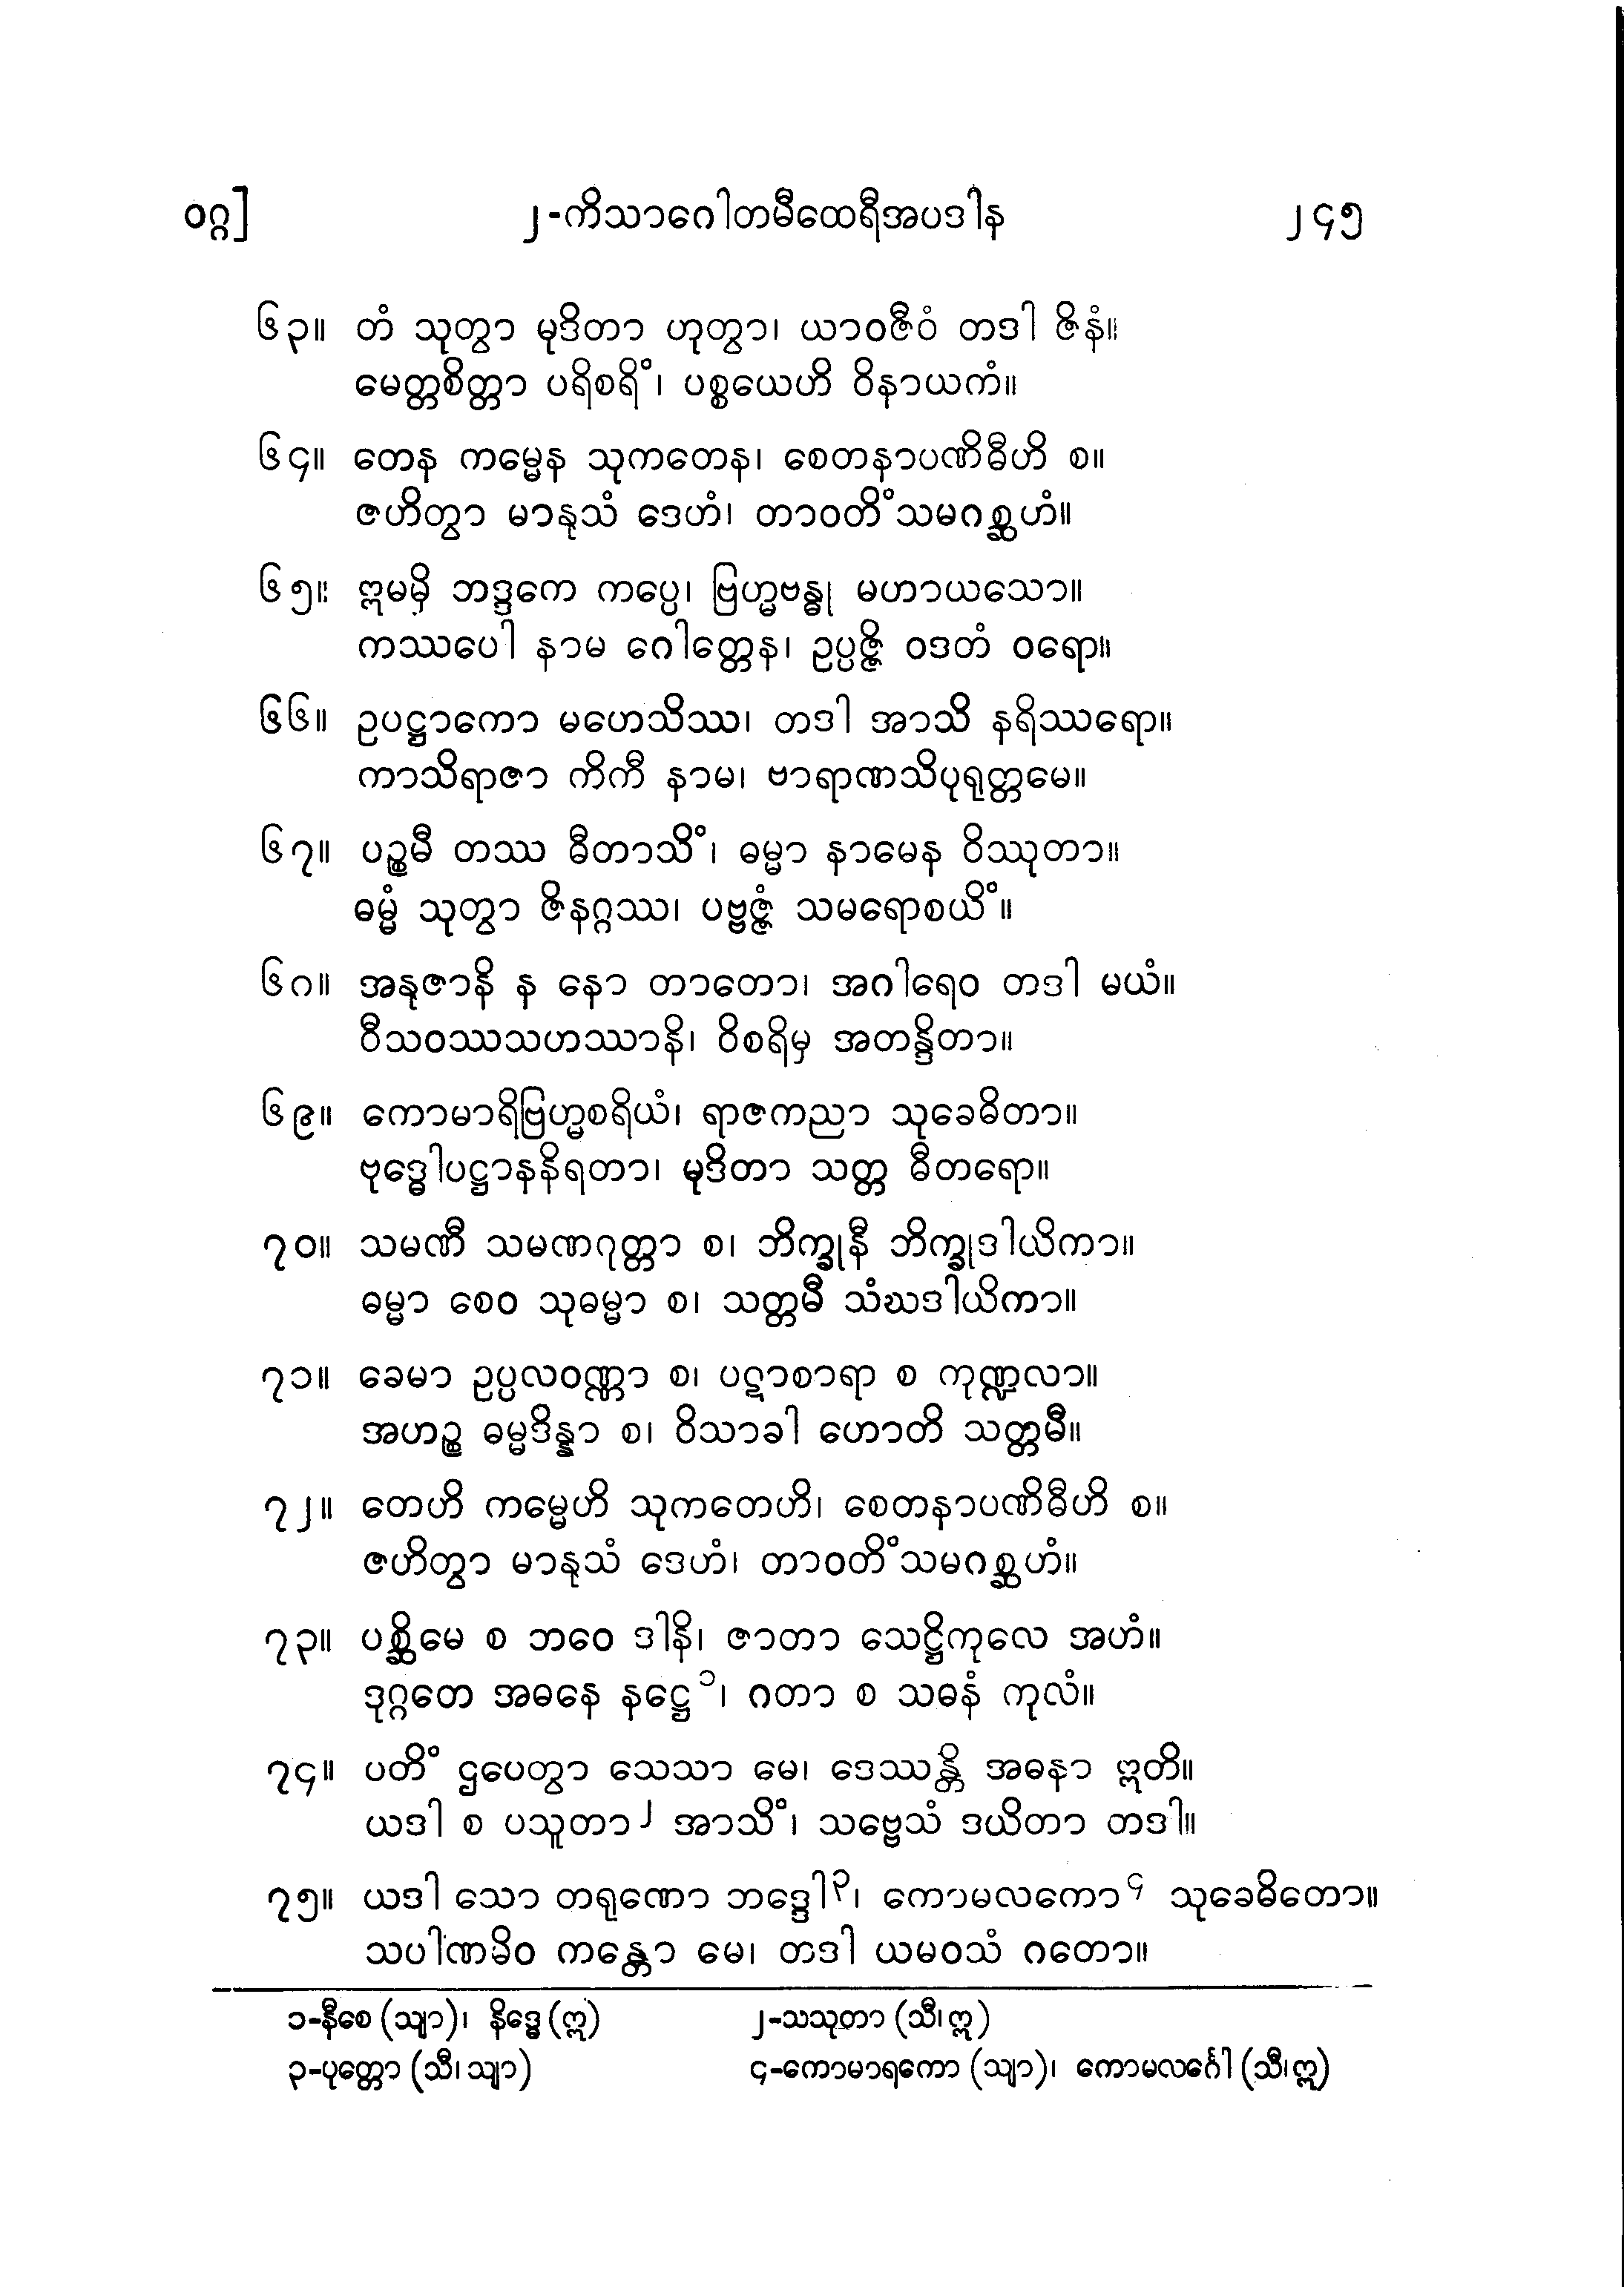 ဝဂ္ဂ] ၂-ကိသာဂေါတမီထေရီအပဒါန ၂၄၅
၆၃။ တံ သုတွာ မုဒိတာ ဟုတွာ၊ ယာဝဇီဝံ တဒါ ဇိနံ။
မေတ္တစိတ္တာ ပရိစရိံ၊ ပစ္စယေဟိ ဝိနာယကံ။
၆၄။ တေန ကမ္မေန သုကတေန၊ စေတနာပဏိဓီဟိ စ။
ဇဟိတွာ မာနုသံ ဒေဟံ၊ တာဝတိံသမဂစ္ဆဟံ။
၆၅။ ဣမမှိ ဘဒ္ဒကေ ကပ္ပေ၊ ဗြဟ္မဗန္ဓု မဟာယသော။
ကဿပေါ နာမ ဂေါတ္တေန၊ ဥပ္ပဇ္ဇိ ဝဒတံ ဝရော။
၆၆။ ဥပဋ္ဌာကော မဟေသိဿ၊ တဒါ အာသိ နရိဿရော။
ကာသိရာဇာ ကိကီ နာမ၊ ဗာရာဏသိပုရုတ္တမေ။
၆၇။ ပဉ္စမီ တဿ ဓီတာသိံ၊ ဓမ္မာ နာမေန ဝိဿုတာ။
ဓမ္မံ သုတွာ ဇိနဂ္ဂဿ၊ ပဗ္ဗဇ္ဇံ သမရောစယိံ။
၆၈။ အနုဇာနိ န နော တာတော၊ အဂါရေဝ တဒါ မယံ။
ဝီသဝဿသဟဿာနိ၊ ဝိစရိမှ အတန္ဒိတာ။
၆၉။ ကောမာရိဗြဟ္မစရိယံ၊ ရာဇကညာ သုခေဓိတာ။
ဗုဒ္ဓေါပဋ္ဌာနနိရတာ၊ မုဒိတာ သတ္တ ဓီတရော။
၇၀။ သမဏီ သမဏဂုတ္တာ စ၊ ဘိက္ခုနီ ဘိက္ခုဒါယိကာ။
ဓမ္မာ စေဝ သုဓမ္မာ စ၊ သတ္တမီ သံဃဒါယိကာ။
၇၁။ ခေမာ ဥပ္ပလဝဏ္ဏာ စ၊ ပဋာစာရာ စ ကုဏ္ဍလာ။
အဟဉ္စ ဓမ္မဒိန္နာ စ၊ ဝိသာခါ ဟောတိ သတ္တမီ။
၇၂။ တေဟိ ကမ္မေဟိ သုကတေဟိ၊ စေတနာပဏိဓီဟိ စ။
ဇဟိတွာ မာနုသံ ဒေဟံ၊ တာဝတိံသမဂစ္ဆဟံ။
၇၃။ ပစ္ဆိမေ စ ဘဝေ ဒါနိ၊ ဇာတာ သေဋ္ဌိကုလေ အဟံ။
ဒုဂ္ဂတေ အဓနေ နဋ္ဌေ၁၊ ဂတာ စ သဓနံ ကုလံ။
၇၄။ ပတိံ ဌပေတွာ သေသာ မေ၊ ဒေဿန္တိ အဓနာ ဣတိ။
ယဒါ စ ပသူတာ၂ အာသိံ၊ သဗ္ဗေသံ ဒယိတာ တဒါ။
၇၅။ ယဒါ သော တရုဏော ဘဒ္ဒေါ၃၊ ကောမလကော၄ သုခေဓိတော။
သပါဏမိဝ ကန္တော မေ၊ တဒါ ယမဝသံ ဂတော။
၁-နီစေ (သျာ)၊ နိဒ္ဓေ (ဣ) ၂-သသုတာ (သီ၊ ဣ)
၃-ပုတ္တော (သီ၊ သျာ) ၄-ကောမာရကော (သျာ)၊ ကောမလင်္ဂေါ (သီ၊ ဣ)